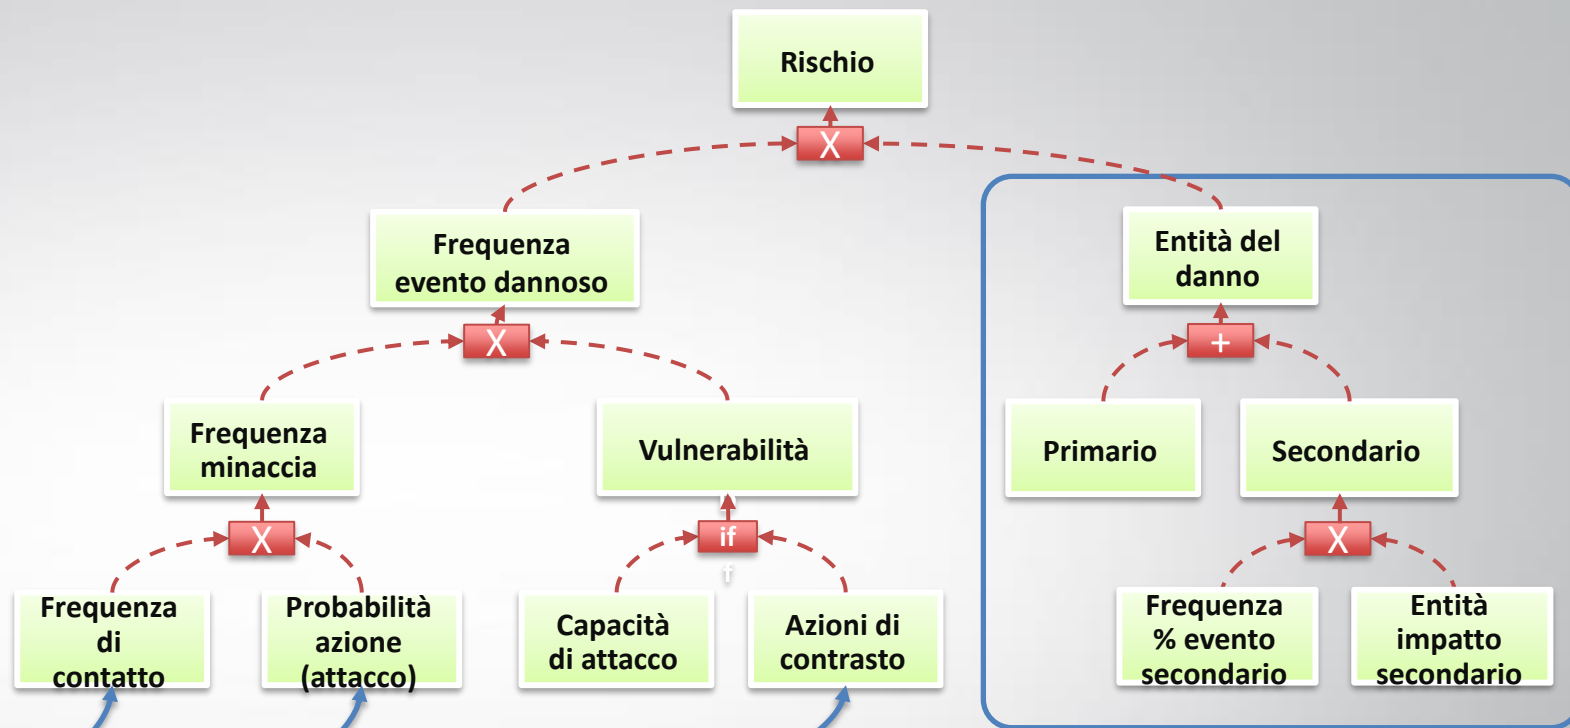 Rischio
X
Frequenza
evento dannoso
Entità del
danno
X
+
Frequenza
minaccia
Vulnerabilità
Primario
Secondario
X
if
f
X
Frequenza
di
contatto
Probabilità
azione
(attacco)
Capacità
di attacco
Azioni di
contrasto
Frequenza
% evento
secondario
Entità
impatto
secondario